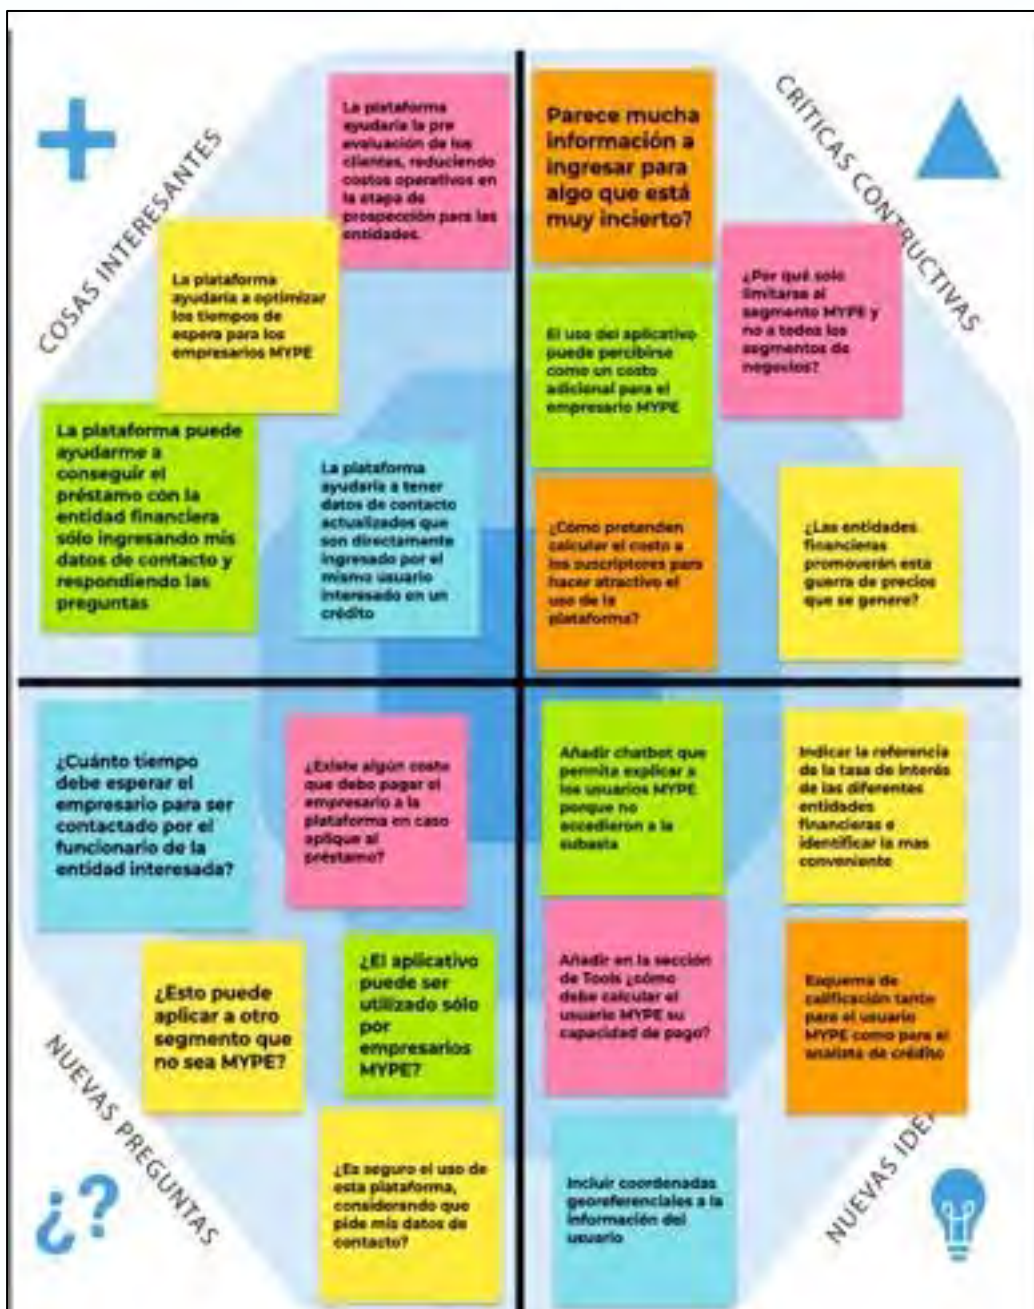 COSAS INTERESANTES
La plataforma
ayudaría la pre
evaluación de los
clientes, reduciendo
costos operativos en
la etapa de
prospección para las
entidades.
La plataforma
ayudaría a optimizar
los tiempos de
espera para los
empresarios MYPE
La plataforma puede
ayudarme a
conseguir el
préstamo con la
entidad financiera
sólo ingresando mis
datos de contacto y
respondiendo las
preguntas
La plataforma
ayudaría a tener
datos de contacto
actualizados que
son directamente
ingresado por el
mismo usuario
interesado en un
crédito
CRÍTICAS CONTRUCTIVAS
Parece mucha
información a
ingresar para
algo que está
muy incierto?
¿Por qué solo
limitarse al
segmento MYPE y
no a todos los
segmentos de
negocios?
El uso del aplicativo
puede percibirse
como un costo
adicional para el
empresario MYPE
¿Cómo pretenden
calcular el costo a
los suscriptores para
hacer atractivo el
uso de la
plataforma?
¿Las entidades
financieras
promoverán esta
guerra de precios
que se genere?
¿Cuánto tiempo
debe esperar el
empresario para ser
contactado por el
funcionario de la
entidad interesada?
¿Existe algún coste
que debo pagar el
empresario a la
plataforma en caso
aplique al
préstamo?
¿Esto puede
aplicar a otro
segmento que
no sea MYPE?
¿El aplicativo
puede ser
utilizado sólo
por
empresarios
MYPE?
¿Es seguro el uso de
esta plataforma,
considerando que
pide mis datos de
contacto?
NUEVAS PREGUNTAS
¿?
Añadir chatbot que
permita explicar a
los usuarios MYPE
porque no
accedieron a la
subasta
Indicar la referencia
de la tasa de interés
de las diferentes
entidades
financieras e
identificar la mas
conveniente
Añadir en la sección
de Tools ¿cómo
debe calcular el
usuario MYPE su
capacidad de pago?
Esquema de
calificación tanto
para el usuario
MYPE como para el
analista de crédito
Incluir coordenadas
georeferenciales a la
información del
usuario
NUEVAS IDEA